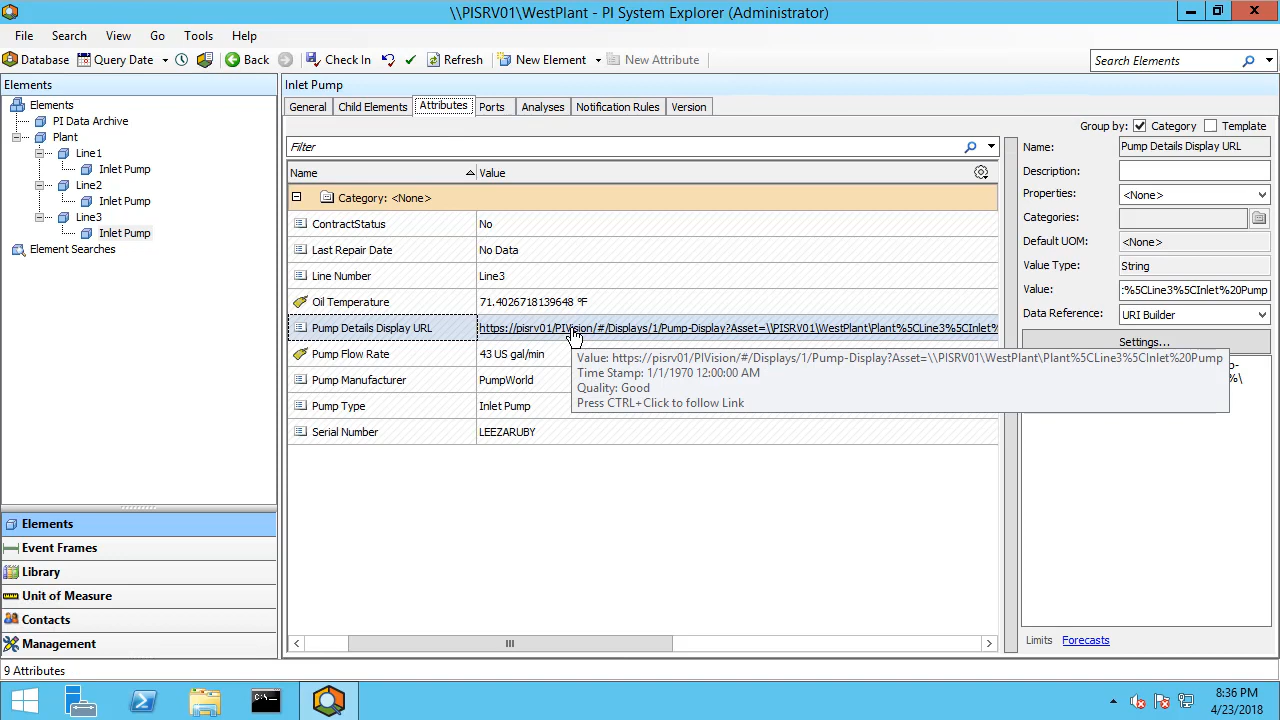 \\PISRV01\WestPlant - PI System Explorer (Administrator)
File Search View Go Tools Help
Database Query Date Back Check In Refresh New Element New Attribute Search Elements
Elements
Elements
PI Data Archive
Plant
Line1
Inlet Pump
Line2
Inlet Pump
Line3
Inlet Pump
Element Searches
Elements
Event Frames
Library
Unit of Measure
Contacts
Management
Inlet Pump
General Child Elements Attributes Ports Analyses Notification Rules Version
Group by: Category Template
Filter
Name Value
Category: <None>
ContractStatus No
Last Repair Date No Data
Line Number Line3
Oil Temperature 71.4026718139648 °F
Pump Details Display URL https://pisrv01/PIVision/#/Displays/1/Pump-Display?Asset=\\PISRV01\WestPlant\Plant%5CLine3%5CInlet%
Pump Flow Rate 43 US gal/min
Pump Manufacturer PumpWorld
Pump Type Inlet Pump
Serial Number LEEZARUBY
Value: https://pisrv01/PIVision/#/Displays/1/Pump-Display?Asset=\\PISRV01\WestPlant\Plant%5CLine3%5CInlet%20Pump
Time Stamp: 1/1/1970 12:00:00 AM
Quality: Good
Press CTRL+Click to follow Link
Name: Pump Details Display URL
Description:
Properties: <None>
Categories:
Default UOM: <None>
Value Type: String
Value: :%5CLine3%5CInlet%20Pump
Data Reference: URI Builder
Settings...
Limits Forecasts
9 Attributes
8:36 PM
4/23/2018